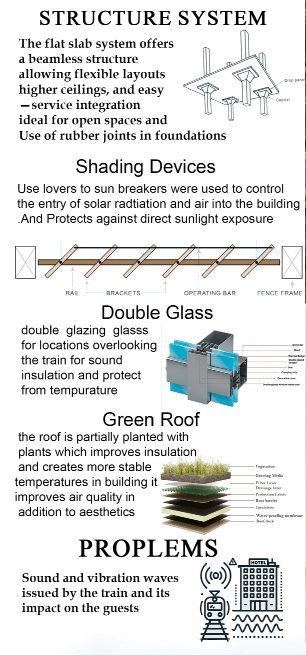 STRUCTURE SYSTEM
The flat slab system offers
a beamless structure
allowing flexible layouts
higher ceilings, and easy
—service integration
ideal for open spaces and
Use of rubber joints in foundations
Drop panel
Capital
Shading Devices
Use lovers to sun breakers were used to control
the entry of solar radtiation and air into the building
.And Protects against direct sunlight exposure
RAIL BRACKETS OPERATING BAR FENCE FRAME
Double Glass
double glazing glasss
for locations overlooking
the train for sound
insulation and protect
from tempurature
Green Roof
the roof is partially planted with
plants which improves insulation
and creates more stable
temperatures in building it
improves air quality in
addition to aesthetics
Vegetation
Growing Media
Filter Layer
Drainage layer
Protection Fabric
Root barrier
Insulation
Water proofing membrane
Roof deck
PROPLEMS
Sound and vibration waves
issued by the train and its
impact on the guests
HOTEL